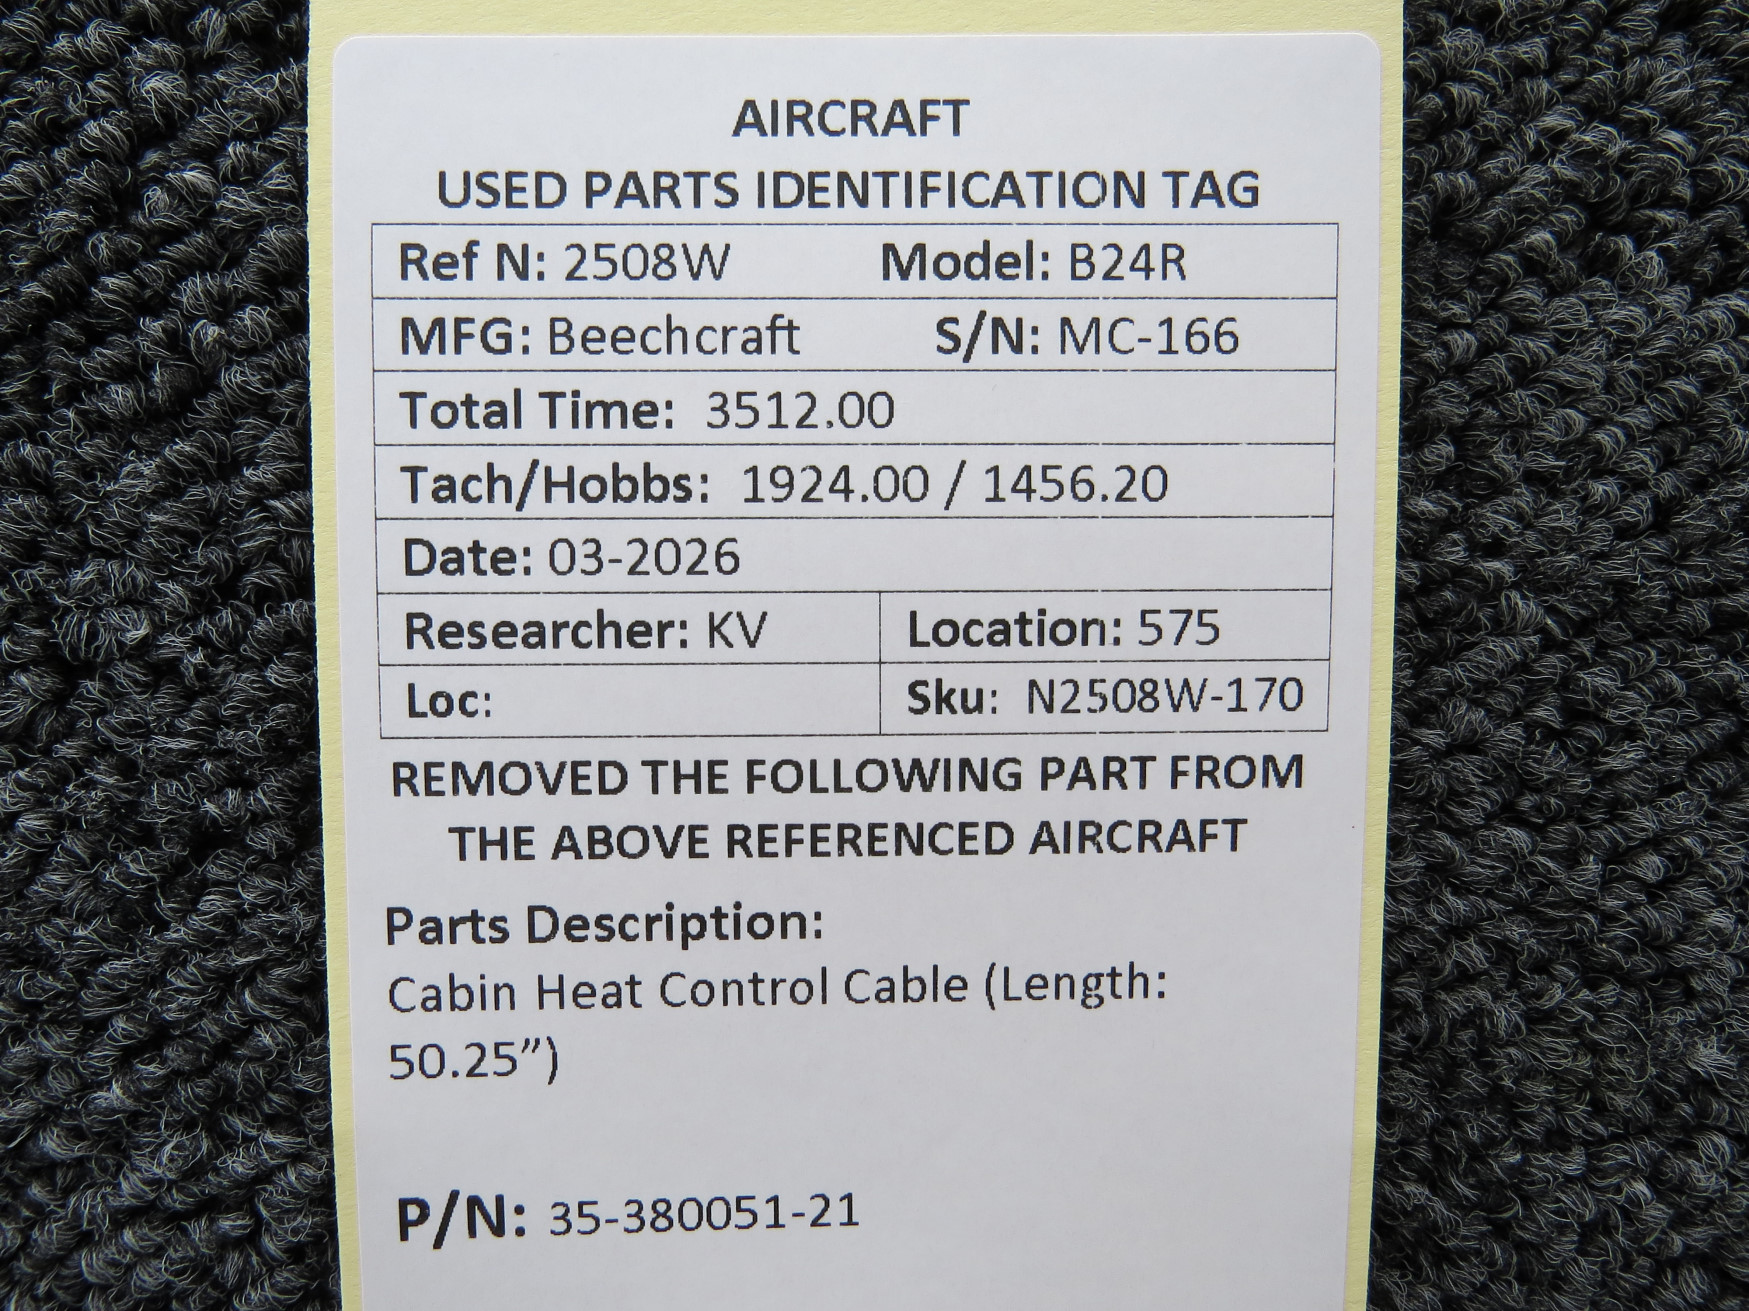 AIRCRAFT
USED PARTS IDENTIFICATION TAG
Ref N: 2508W Model: B24R
MFG: Beechcraft S/N: MC-166
Total Time: 3512.00
Tach/Hobbs: 1924.00 / 1456.20
Date: 03-2026
Researcher: KV Location: 575
Loc: Sku: N2508W-170
REMOVED THE FOLLOWING PART FROM
THE ABOVE REFERENCED AIRCRAFT
Parts Description:
Cabin Heat Control Cable (Length:
50.25”)
P/N: 35-380051-21